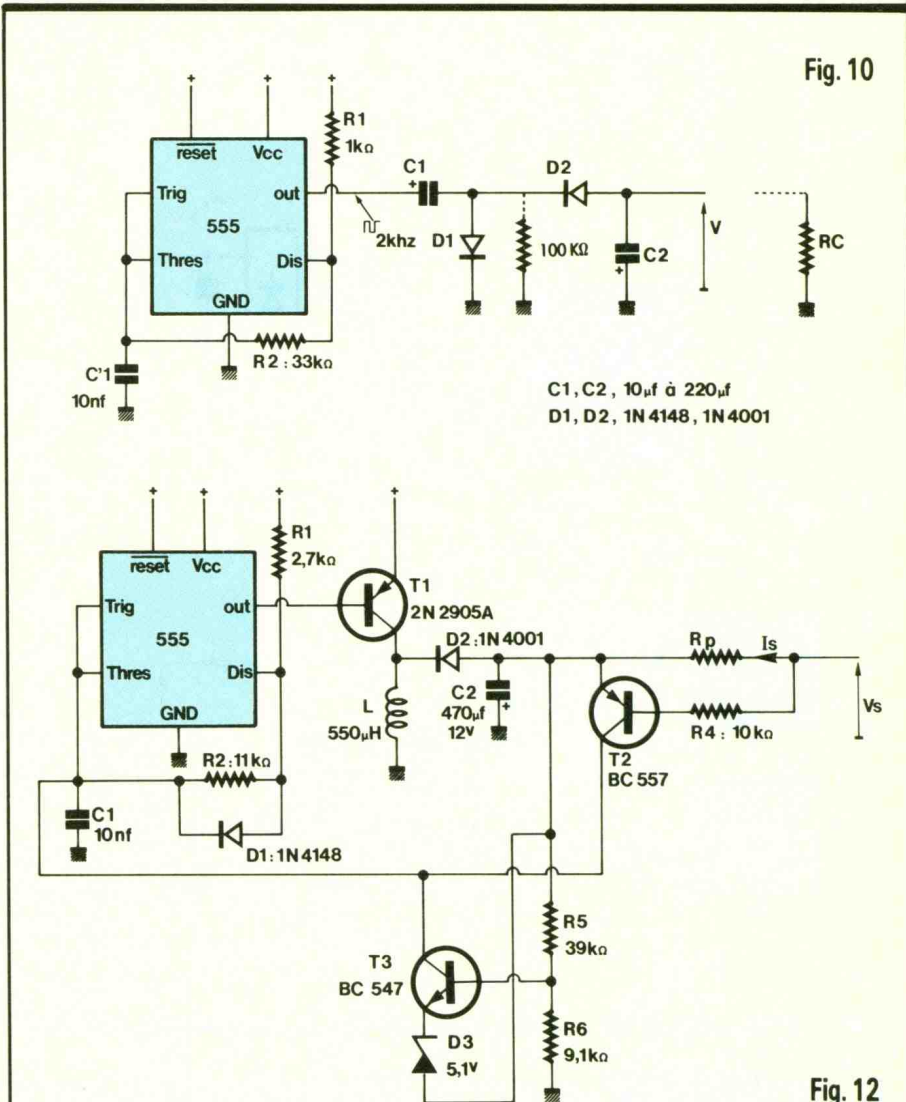 Fig. 10
+
+
+
R1
1kΩ
reset
Vcc
Trig
out
555
Thres
Dis
GND
R2 : 33kΩ
C'1
10nf
C1
+
2khz
D1
100 KΩ
D2
C2
+
V
RC
C1, C2, 10µf à 220µf
D1, D2, 1N 4148, 1N 4001
+
+
+
+
R1
2,7kΩ
reset
Vcc
Trig
out
555
Thres
Dis
GND
T1
2N 2905A
D2 : 1N 4001
L
550µH
C2
470µf
12v
+
Rp
Is
Vs
R4 : 10kΩ
T2
BC 557
R2 : 11kΩ
C1
10nf
D1 : 1N 4148
R5
39kΩ
T3
BC 547
D3
5,1v
R6
9,1kΩ
Fig. 12